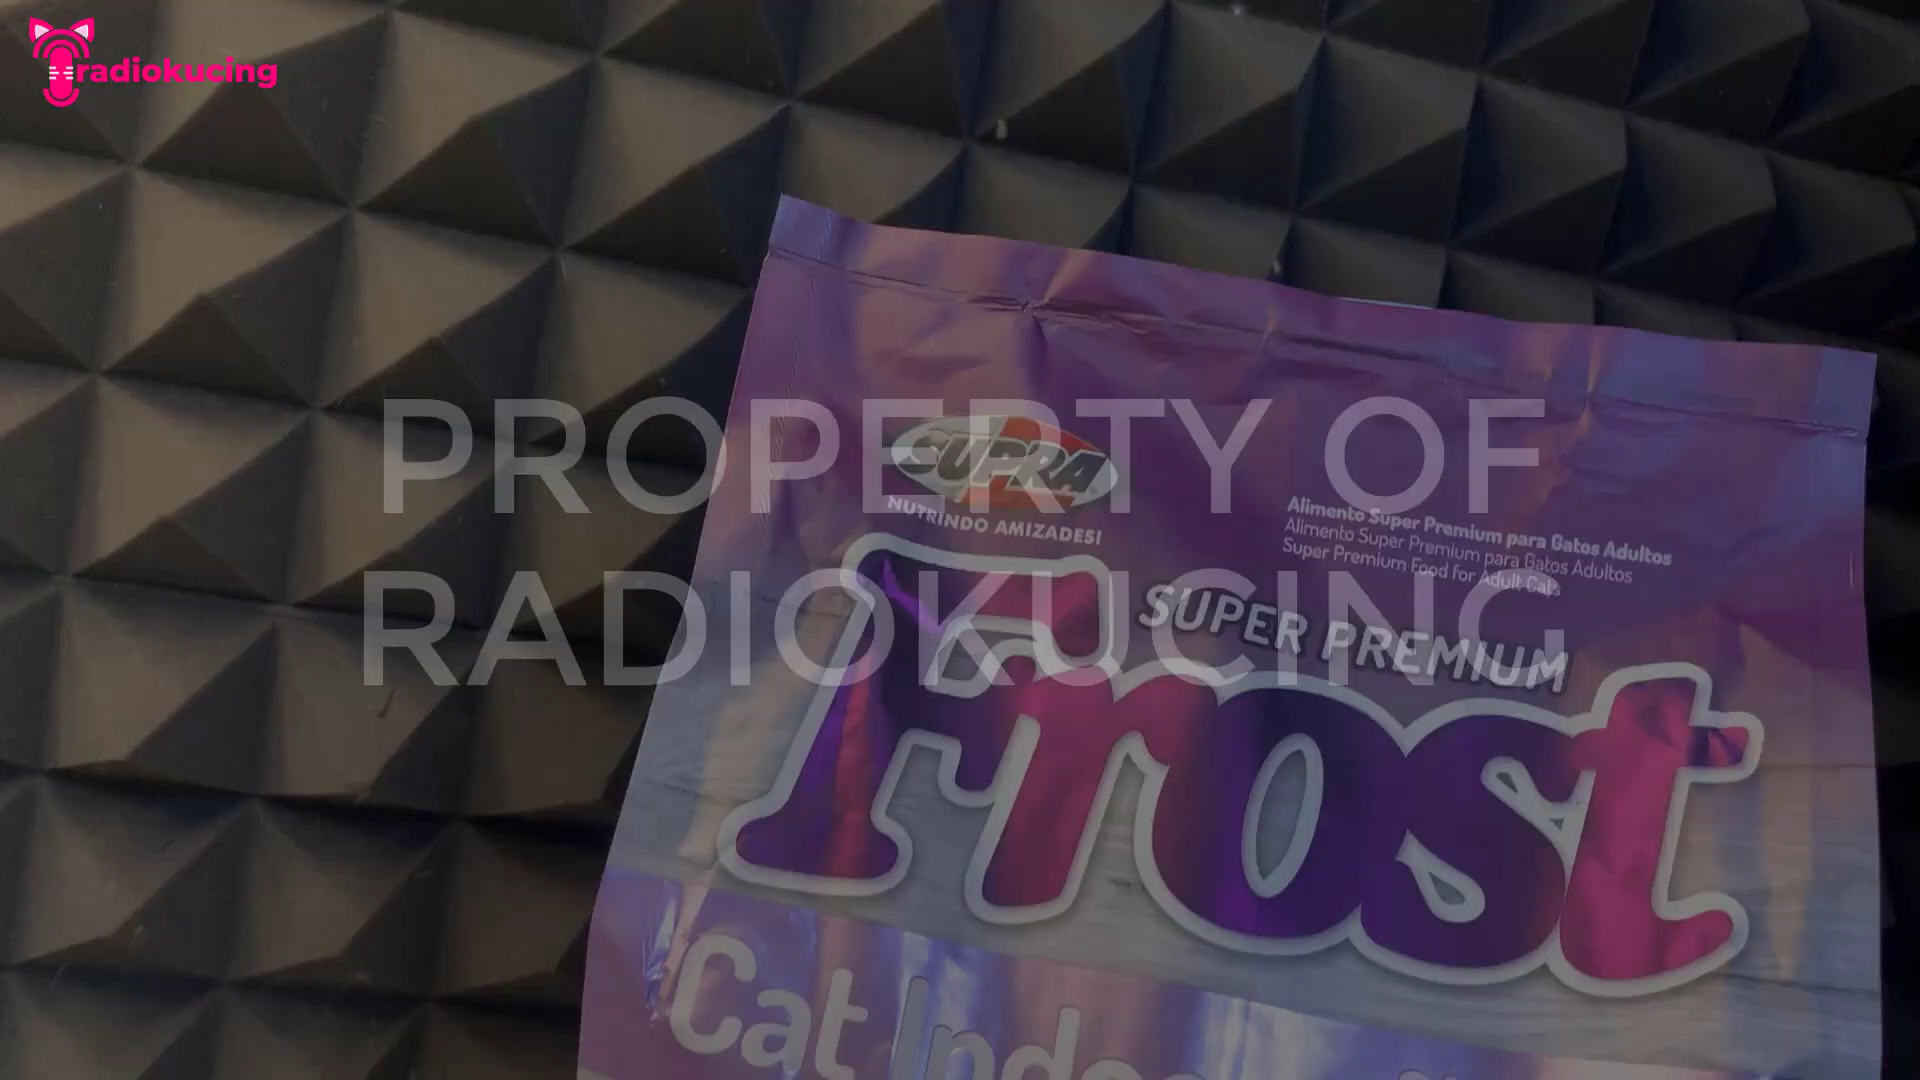 radiokucing
PROPERTY OF
RADIOKUCING
SUPRA
NUTRINDO AMIZADES!
Alimento Super Premium para Gatos Adultos
Alimento Super Premium para Gatos Adultos
Super Premium Food for Adult Cats
SUPER PREMIUM
Frost
Cat